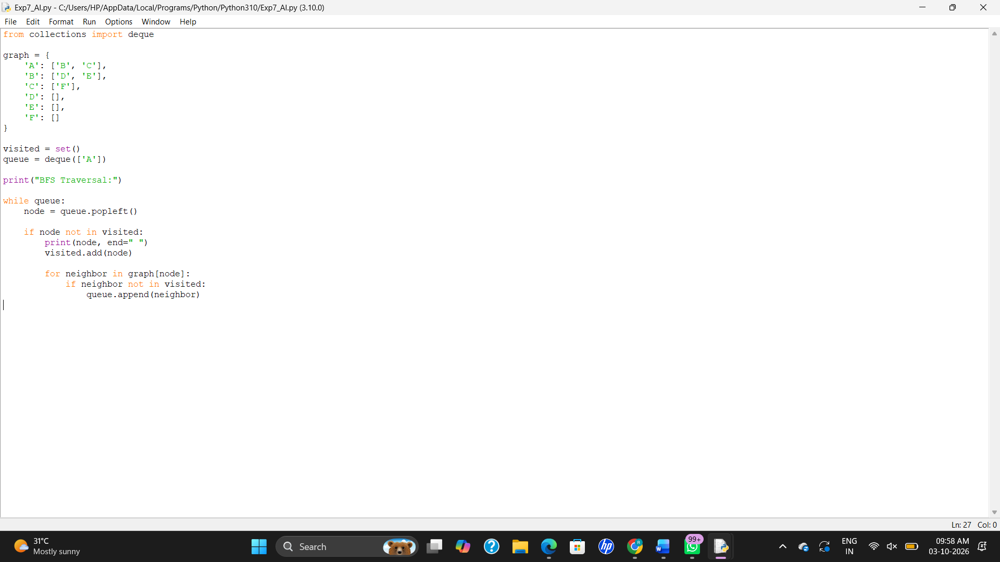 Exp7_AI.py - C:/Users/HP/AppData/Local/Programs/Python/Python310/Exp7_AI.py (3.10.0)
File Edit Format Run Options Window Help
from collections import deque

graph = {
    'A': ['B', 'C'],
    'B': ['D', 'E'],
    'C': ['F'],
    'D': [],
    'E': [],
    'F': []
}

visited = set()
queue = deque(['A'])

print("BFS Traversal:")

while queue:
    node = queue.popleft()

    if node not in visited:
        print(node, end=" ")
        visited.add(node)

        for neighbor in graph[node]:
            if neighbor not in visited:
                queue.append(neighbor)
Ln: 27 Col: 0
31°C
Mostly sunny
Search
hp
R
W
99+
ENG
IN
09:58 AM
03-10-2026